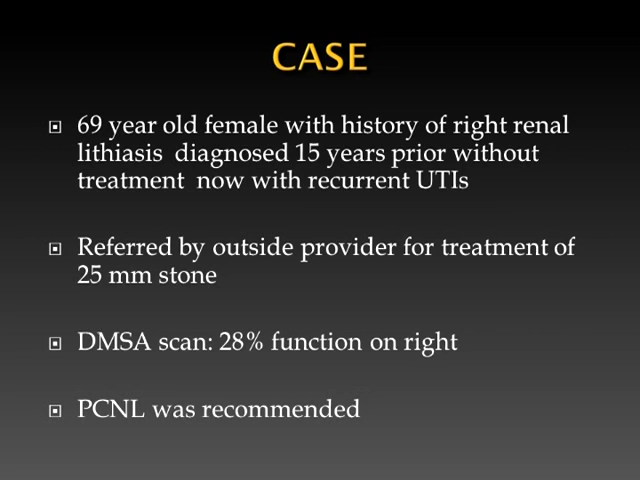 CASE
69 year old female with history of right renal
lithiasis diagnosed 15 years prior without
treatment now with recurrent UTIs
Referred by outside provider for treatment of
25 mm stone
DMSA scan: 28% function on right
PCNL was recommended